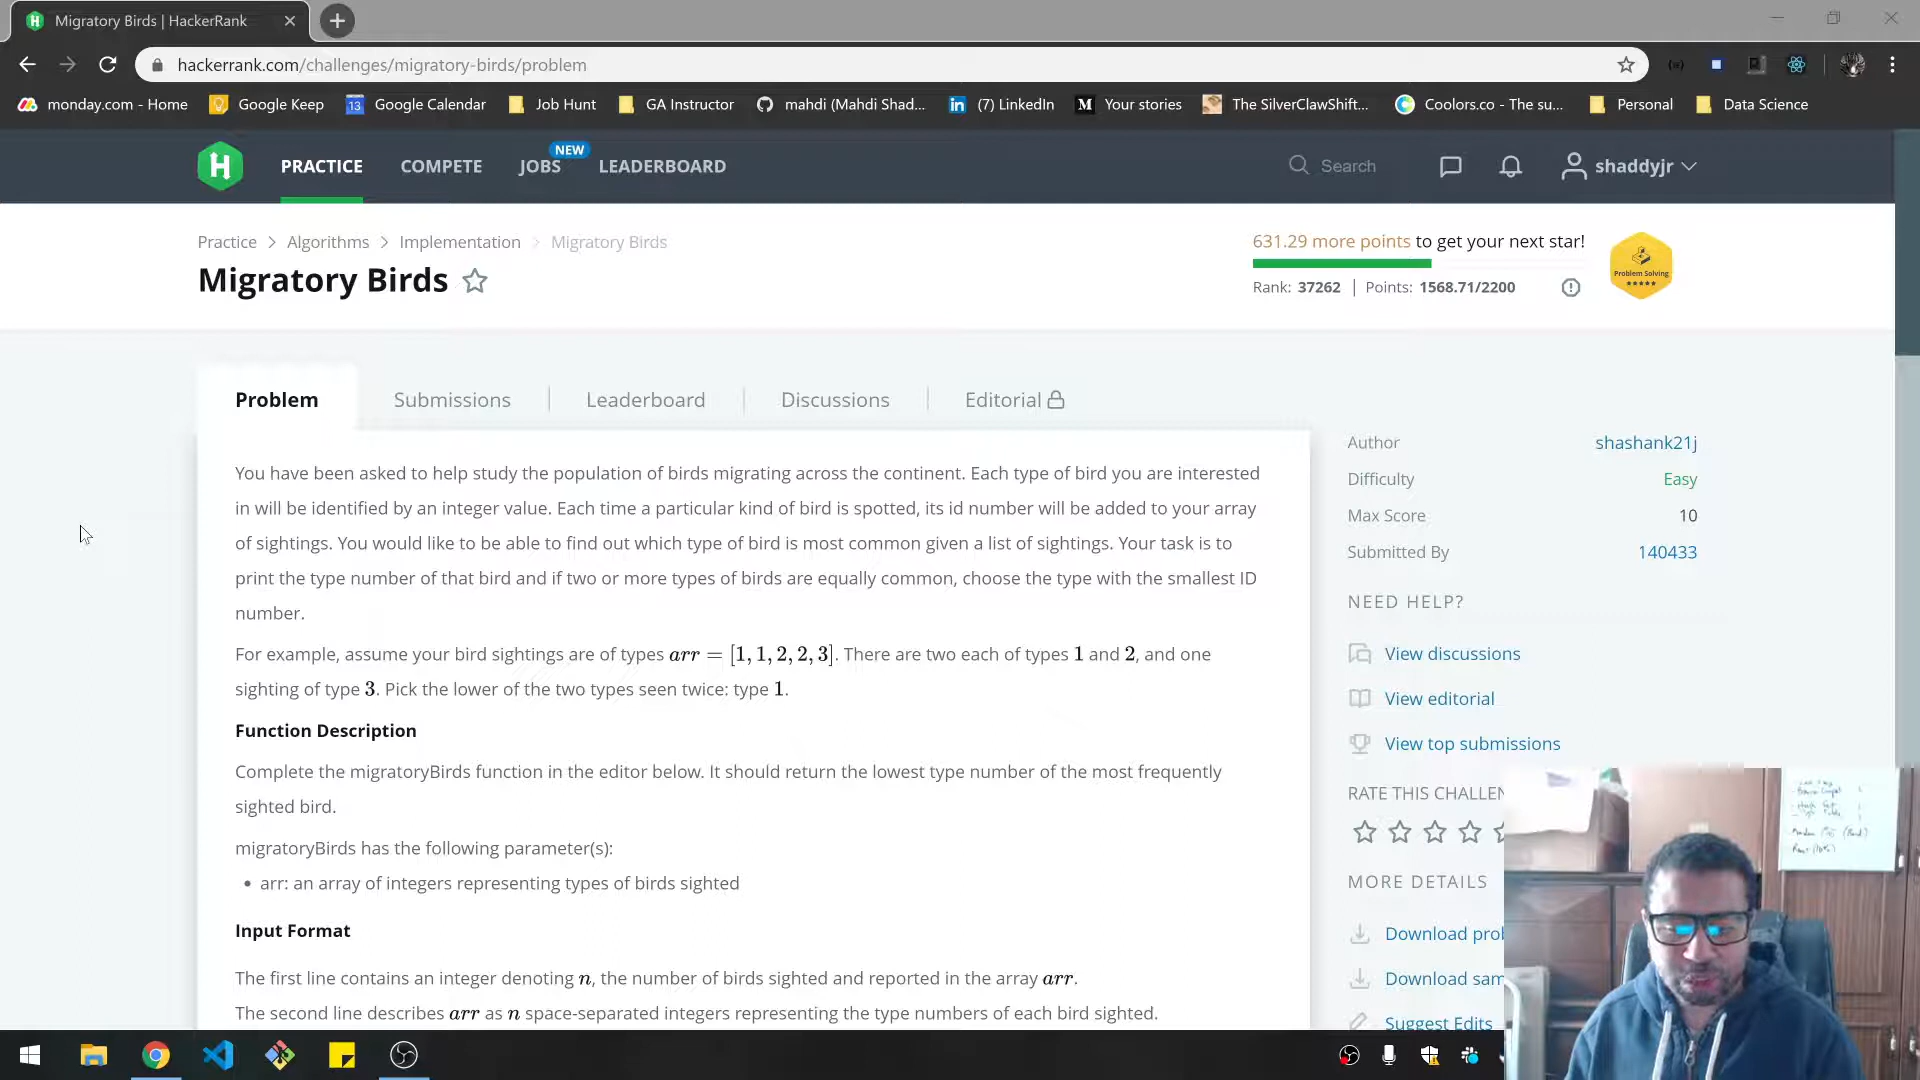 Migratory Birds | HackerRank
hackerrank.com/challenges/migratory-birds/problem
monday.com - Home
Google Keep
13
Google Calendar
Job Hunt
GA Instructor
mahdi (Mahdi Shad...
in
(7) LinkedIn
M
Your stories
The SilverClawShift...
Coolors.co - The su...
Personal
Data Science
H
PRACTICE
COMPETE
JOBS
NEW
LEADERBOARD
Search
shaddyjr
Practice > Algorithms > Implementation > Migratory Birds
Migratory Birds
631.29 more points to get your next star!
Rank: 37262 | Points: 1568.71/2200
Problem Solving
Problem
Submissions
Leaderboard
Discussions
Editorial
You have been asked to help study the population of birds migrating across the continent. Each type of bird you are interested
in will be identified by an integer value. Each time a particular kind of bird is spotted, its id number will be added to your array
of sightings. You would like to be able to find out which type of bird is most common given a list of sightings. Your task is to
print the type number of that bird and if two or more types of birds are equally common, choose the type with the smallest ID
number.
For example, assume your bird sightings are of types arr = [1, 1, 2, 2, 3]. There are two each of types 1 and 2, and one
sighting of type 3. Pick the lower of the two types seen twice: type 1.
Function Description
Complete the migratoryBirds function in the editor below. It should return the lowest type number of the most frequently
sighted bird.
migratoryBirds has the following parameter(s):
• arr: an array of integers representing types of birds sighted
Input Format
The first line contains an integer denoting n, the number of birds sighted and reported in the array arr.
The second line describes arr as n space-separated integers representing the type numbers of each bird sighted.
Author
shashank21j
Difficulty
Easy
Max Score
10
Submitted By
140433
NEED HELP?
View discussions
View editorial
View top submissions
RATE THIS CHALLEN
MORE DETAILS
Download prob
Download sam
Suggest Edits